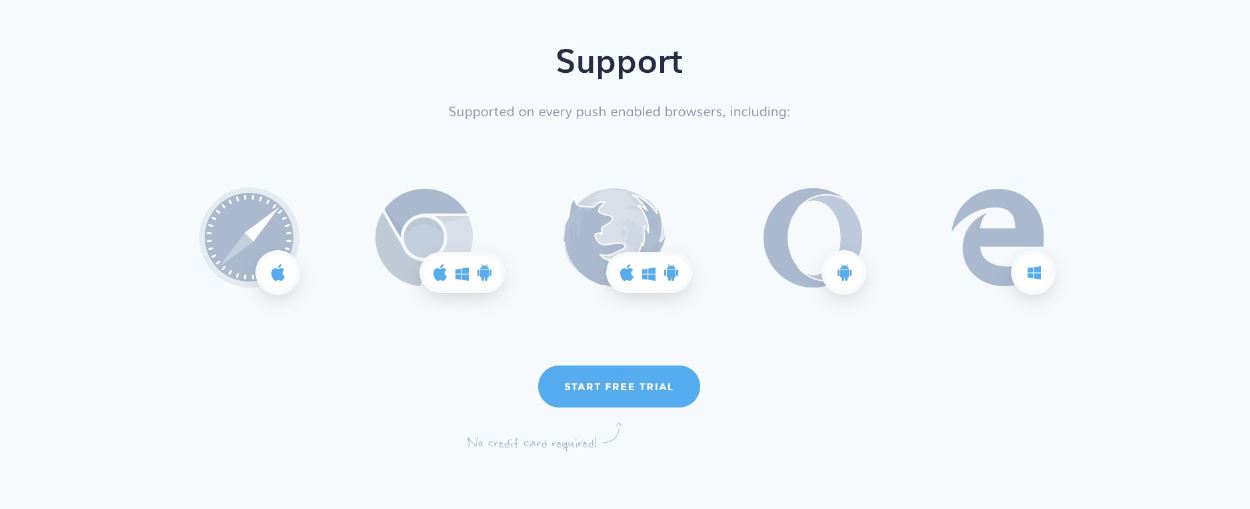 Support
Supported on every push enabled browsers, including:
START FREE TRIAL
No credit card required!